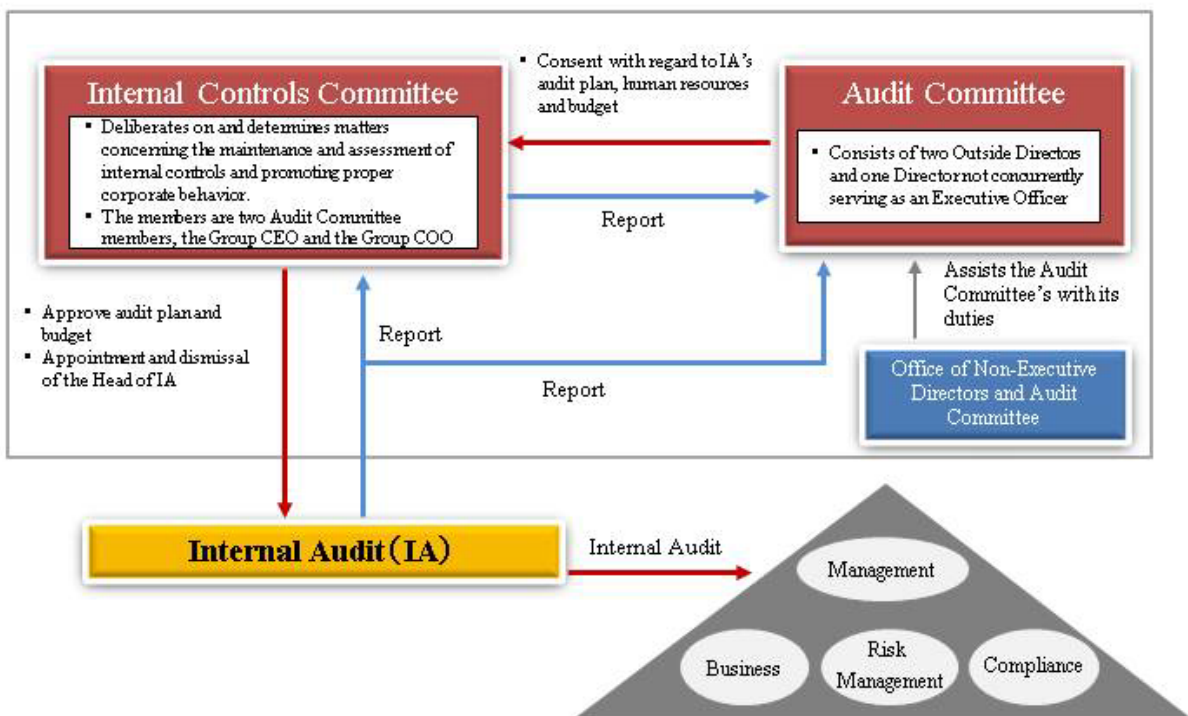 Internal Controls Committee
▪ Deliberates on and determines matters
concerning the maintenance and assessment of
internal controls and promoting proper
corporate behavior.
▪ The members are two Audit Committee
members, the Group CEO and the Group COO
▪ Consent with regard to IA's
audit plan, human resources
and budget
Report
Audit Committee
▪ Consists of two Outside Directors
and one Director not concurrently
serving as an Executive Officer
▪ Approve audit plan and
budget
▪ Appointment and dismissal
of the Head of IA
Report
Report
Assists the Audit
Committee's with its
duties
Office of Non-Executive
Directors and Audit
Committee
Internal Audit(IA)
Internal Audit
Management
Business
Risk
Management
Compliance